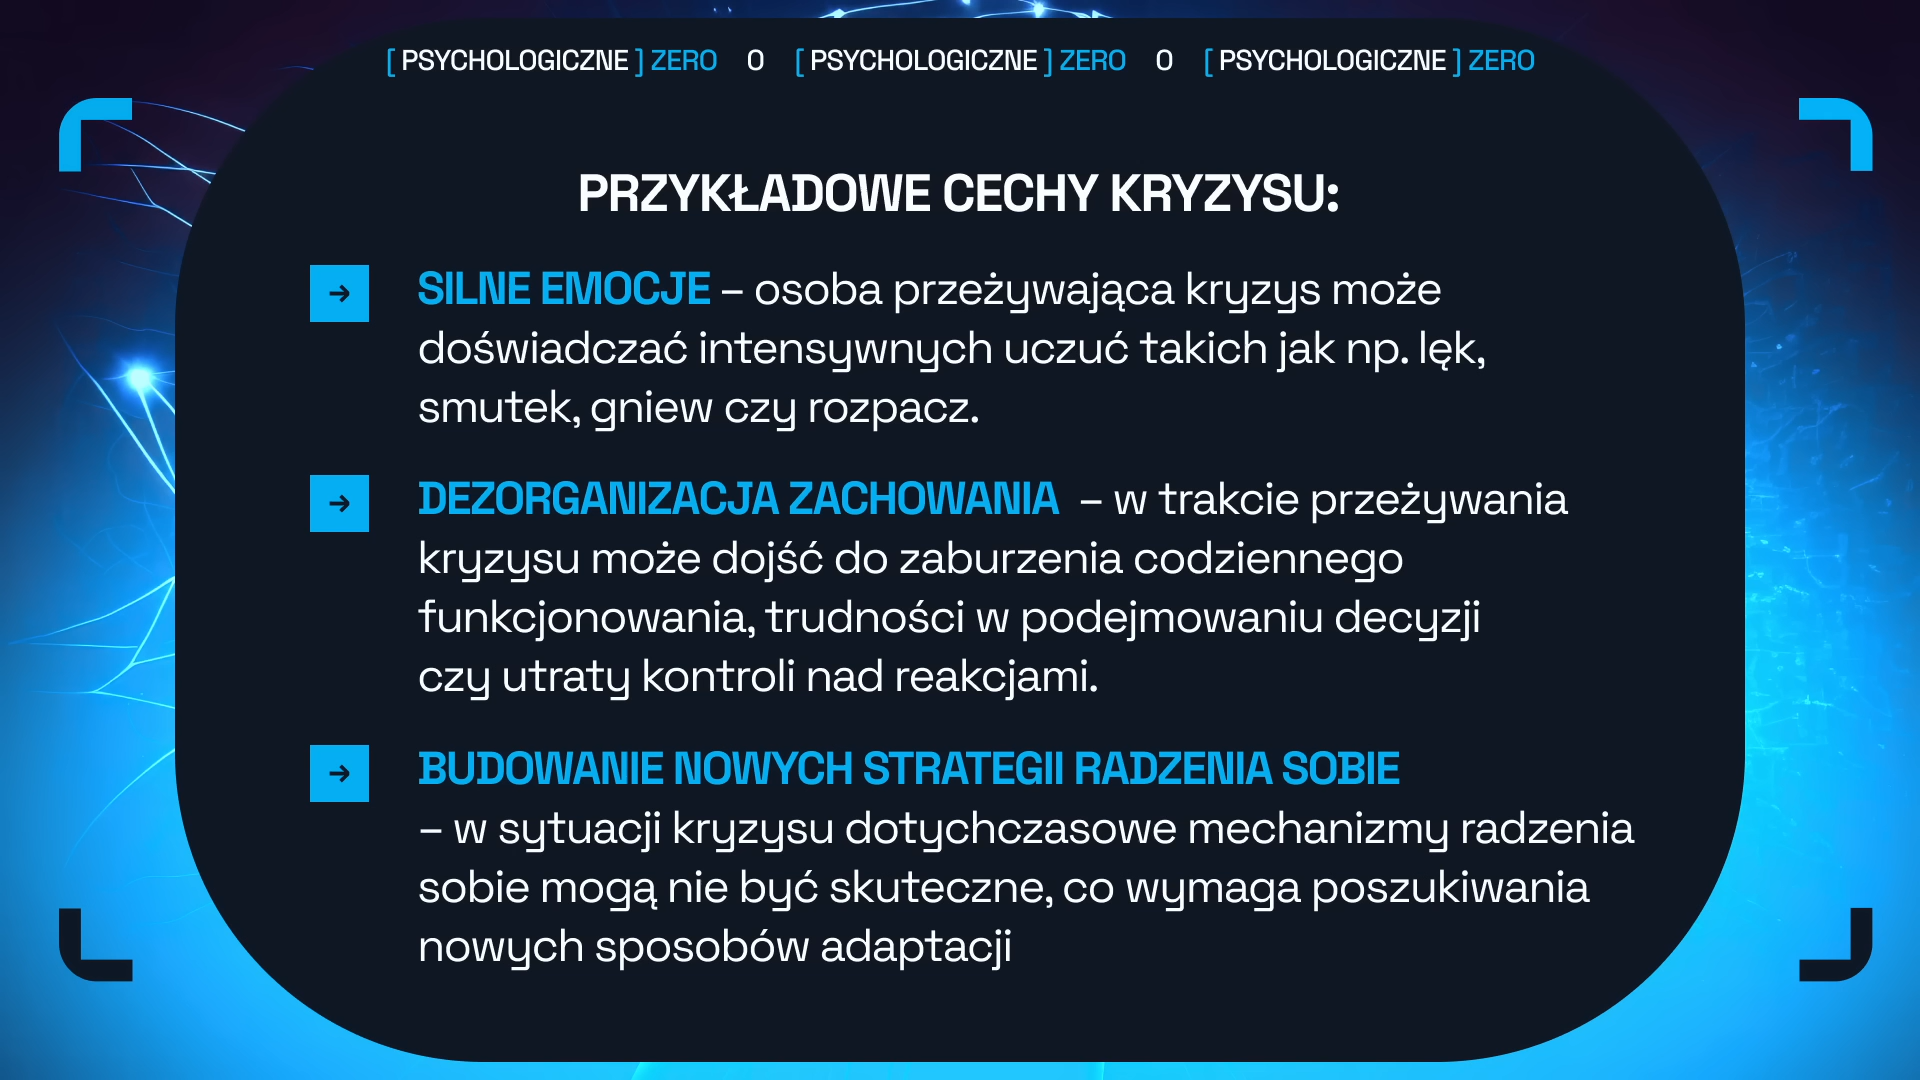 [PSYCHOLOGICZNE] ZERO O [PSYCHOLOGICZNE] ZERO O [PSYCHOLOGICZNE] ZERO
PRZYKŁADOWE CECHY KRYZYSU:
→ SILNE EMOCJE – osoba przeżywająca kryzys może
doświadczać intensywnych uczuć takich jak np. lęk,
smutek, gniew czy rozpacz.
→ DEZORGANIZACJA ZACHOWANIA – w trakcie przeżywania
kryzysu może dojść do zaburzenia codziennego
funkcjonowania, trudności w podejmowaniu decyzji
czy utraty kontroli nad reakcjami.
→ BUDOWANIE NOWYCH STRATEGII RADZENIA SOBIE
– w sytuacji kryzysu dotychczasowe mechanizmy radzenia
sobie mogą nie być skuteczne, co wymaga poszukiwania
nowych sposobów adaptacji